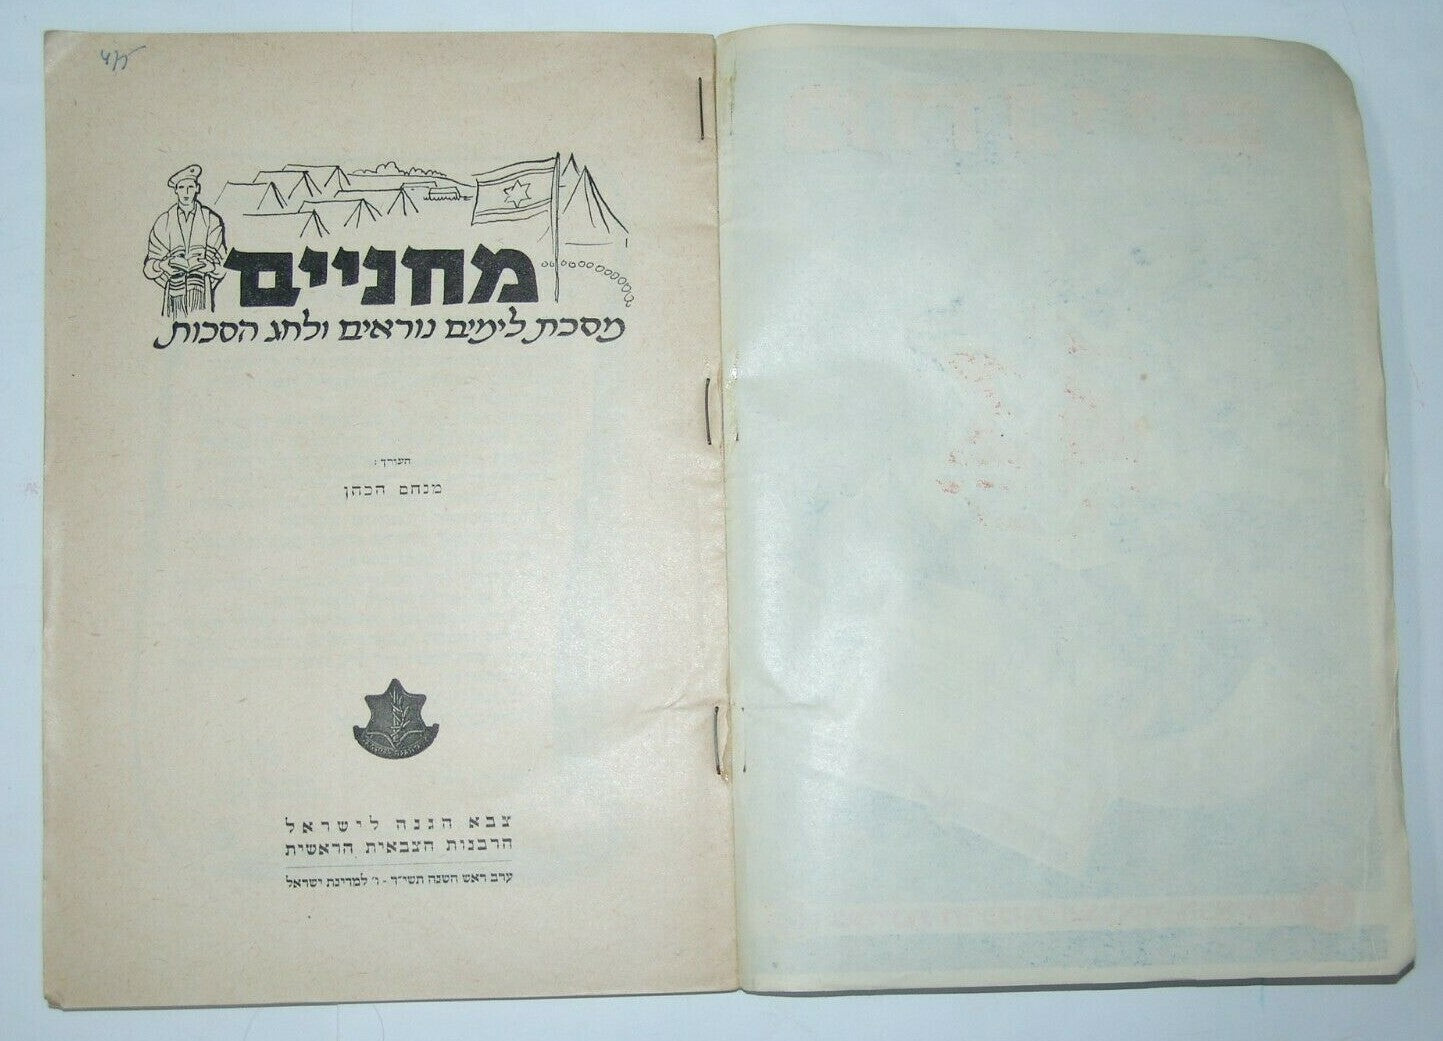 מחניים
מסכת לימים נוראים ולחג הסכות
העורך:
מנחם הכהן
צבא הגנה לישראל
הרבנות הצבאית הראשית
ערב ראש השנה תשי״ד - ו׳ למדינת ישראל